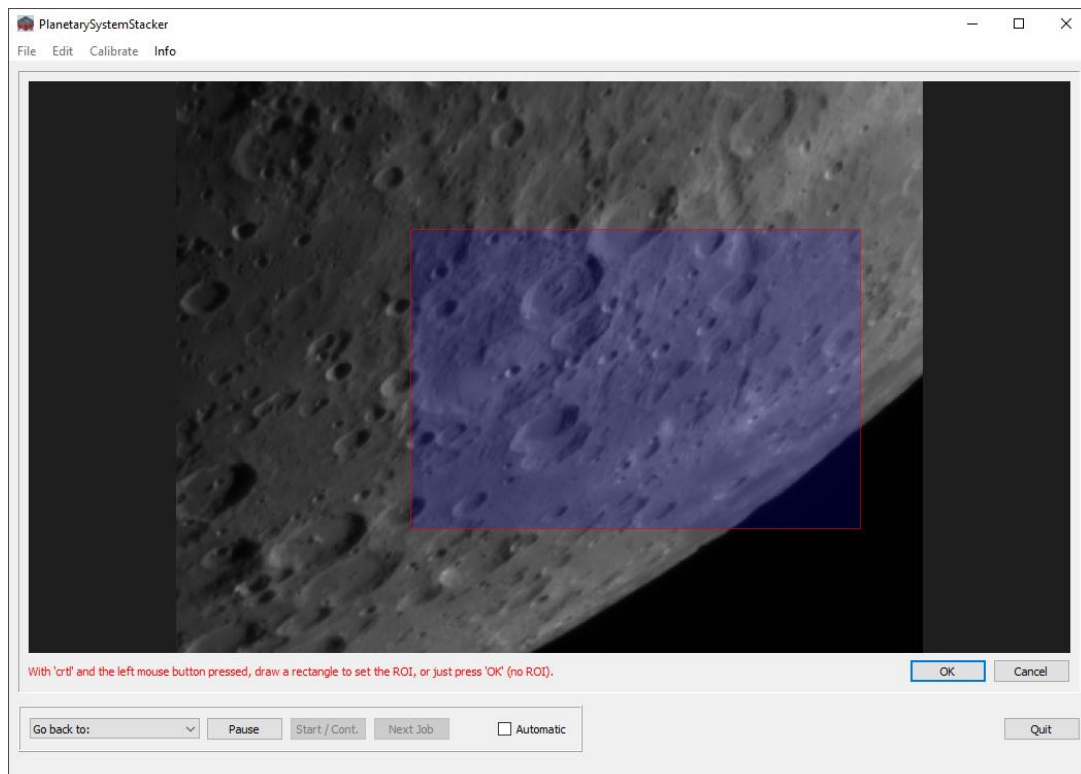 PlanetarySystemStacker
File Edit Calibrate Info
With 'crtl' and the left mouse button pressed, draw a rectangle to set the ROI, or just press 'OK' (no ROI).
OK Cancel
Go back to: Pause Start / Cont. Next Job Automatic Quit